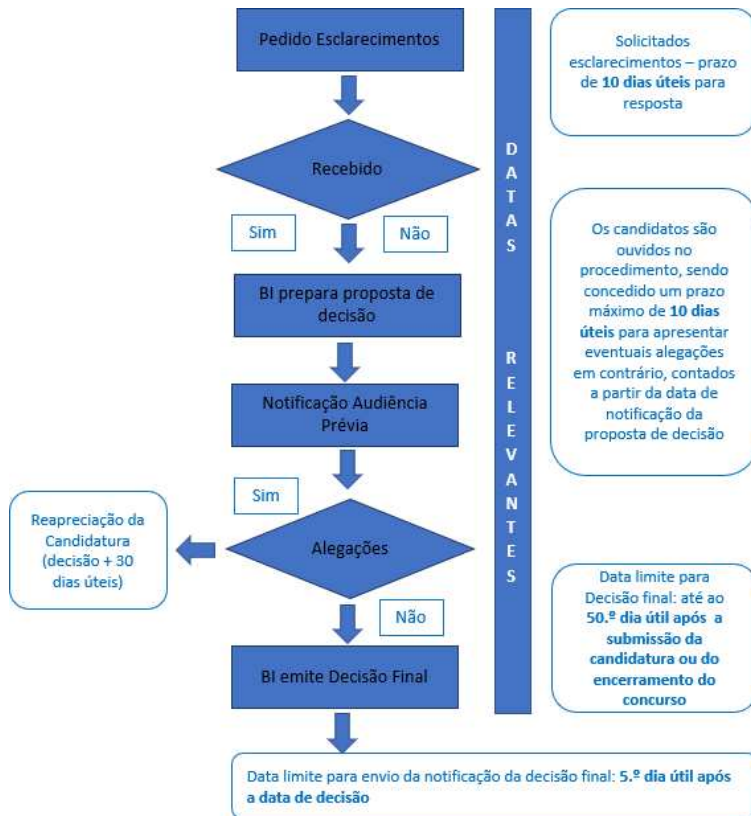 Pedido Esclarecimentos
Solicitados
esclarecimentos – prazo
de 10 dias úteis para
resposta
Recebido
Sim
Não
DATAS RELEVANTES
Os candidatos são
ouvidos no
procedimento, sendo
concedido um prazo
máximo de 10 dias
úteis para apresentar
eventuais alegações
em contrário, contados
a partir da data de
notificação da
proposta de decisão
BI prepara proposta de
decisão
Notificação Audiência
Prévia
Sim
Alegações
Reapreciação da
Candidatura
(decisão + 30
dias úteis)
Não
Data limite para
Decisão final: até ao
50.º dia útil após a
submissão da
candidatura ou do
encerramento do
concurso
BI emite Decisão Final
Data limite para envio da notificação da decisão final: 5.º dia útil após
a data de decisão